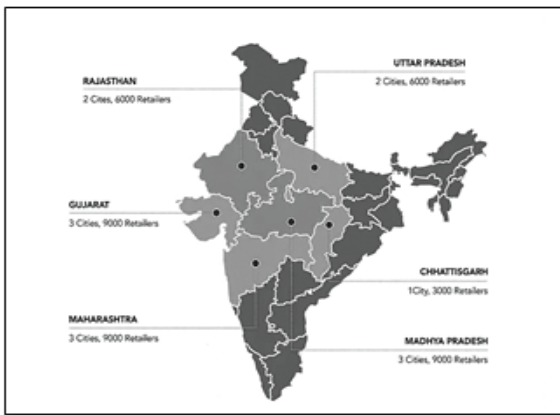 UTTAR PRADESH
2 Cities, 6000 Retailers
RAJASTHAN
2 Cites, 6000 Retailers
GUJARAT
3 Cities, 9000 Retailers
CHHATTISGARH
1City, 3000 Retailers
MAHARASHTRA
3 Cities, 9000 Retailers
MADHYA PRADESH
3 Cities, 9000 Retailers